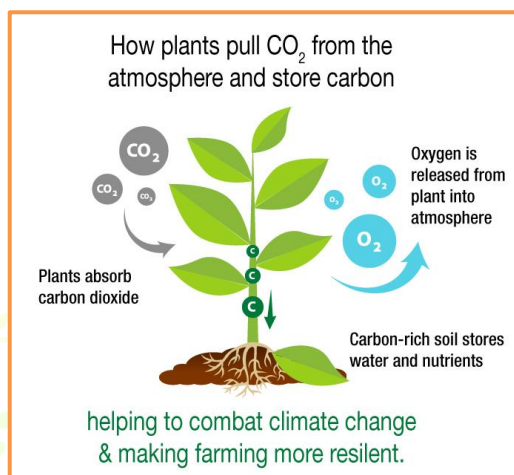 How plants pull CO₂ from the
atmosphere and store carbon
CO₂
CO₂
CO₂
Plants absorb
carbon dioxide
C
C
C
O₂
O₂
O₂
Oxygen is
released from
plant into
atmosphere
Carbon-rich soil stores
water and nutrients
helping to combat climate change
& making farming more resilent.